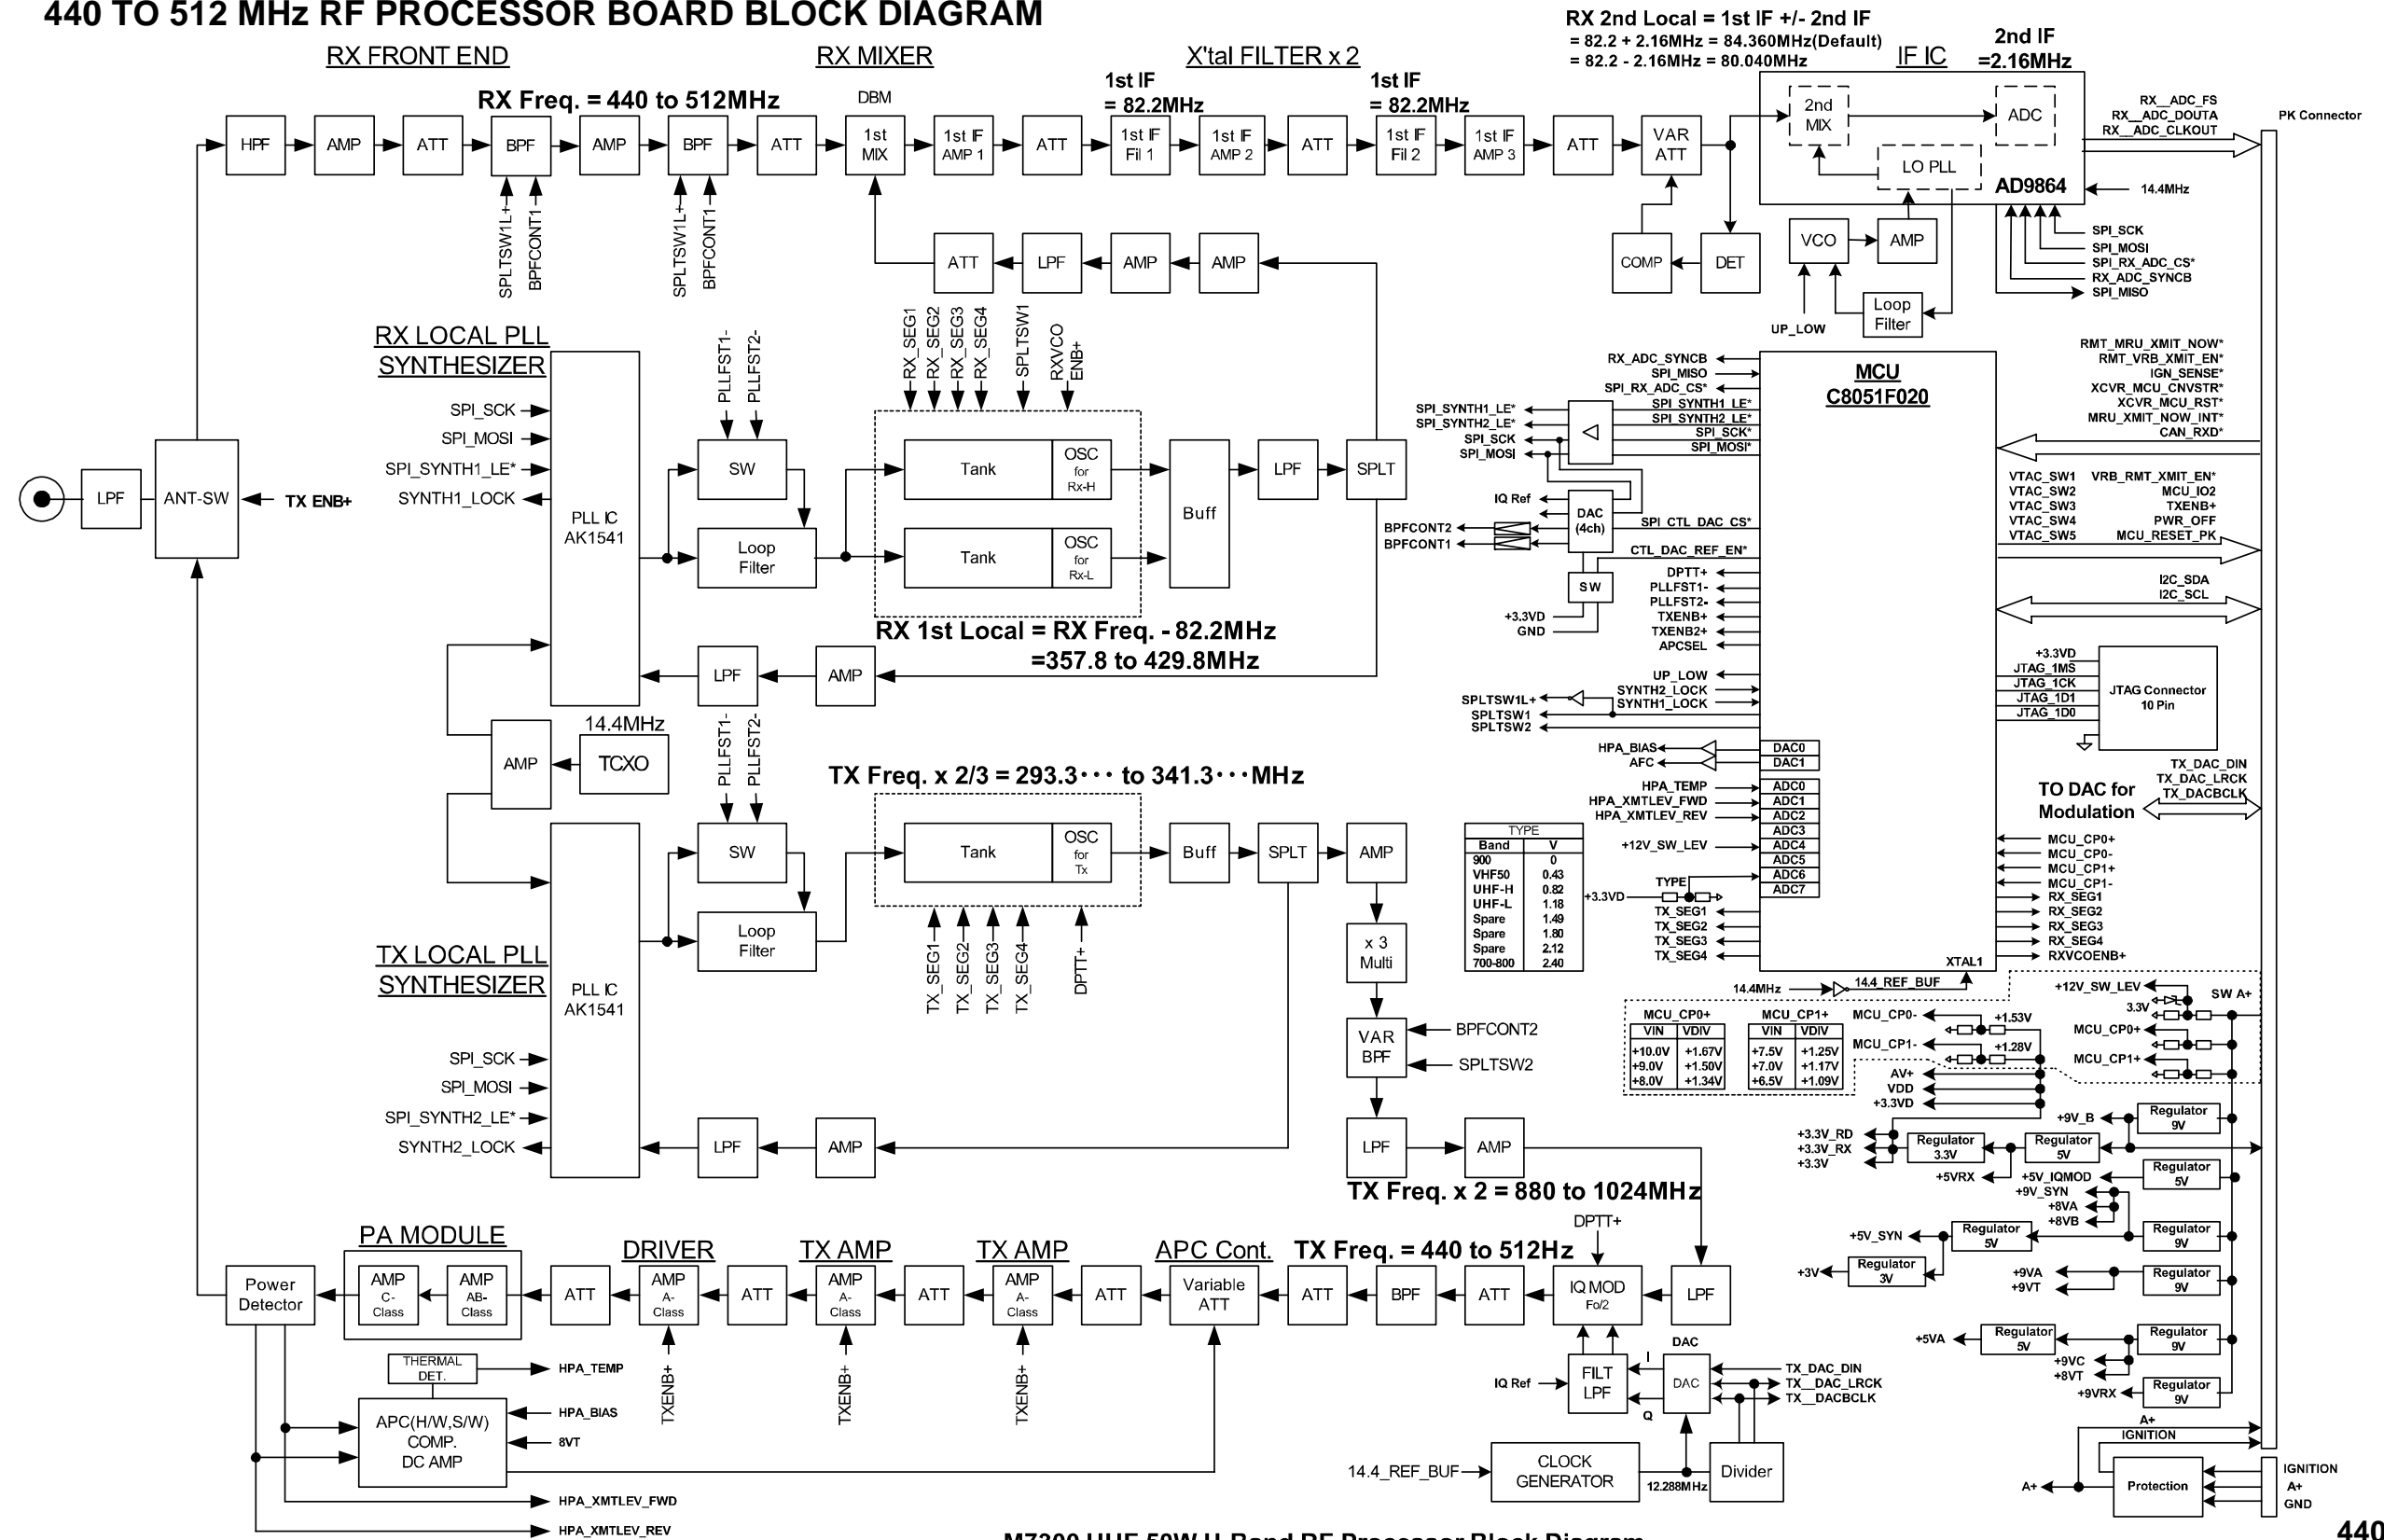 440 TO 512 MHz RF PROCESSOR BOARD BLOCK DIAGRAM
RX 2nd Local = 1st IF +/- 2nd IF
= 82.2 + 2.16MHz = 84.360MHz(Default)
= 82.2 - 2.16MHz = 80.040MHz
RX FRONT END
RX MIXER
X'tal FILTER x 2
IF IC
2nd IF
=2.16MHz
RX Freq. = 440 to 512MHz
DBM
1st IF
= 82.2MHz
1st IF
= 82.2MHz
HPF
AMP
ATT
BPF
AMP
BPF
ATT
1st
MIX
1st IF
AMP 1
ATT
1st IF
Fil 1
1st IF
AMP 2
ATT
1st IF
Fil 2
1st IF
AMP 3
ATT
VAR
ATT
2nd
MIX
ADC
LO PLL
AD9864
RX__ADC_FS
RX__ADC_DOUTA
RX__ADC_CLKOUT
PK Connector
14.4MHz
SPLTSW1L+
BPFCONT1
SPLTSW1L+
BPFCONT1
ATT
LPF
AMP
AMP
COMP
DET
VCO
AMP
Loop
Filter
UP_LOW
SPI_SCK
SPI_MOSI
SPI_RX_ADC_CS*
RX_ADC_SYNCB
SPI_MISO
RX LOCAL PLL
SYNTHESIZER
SPI_SCK
SPI_MOSI
SPI_SYNTH1_LE*
SYNTH1_LOCK
PLL IC
AK1541
PLLFST1-
PLLFST2-
SW
Loop
Filter
RX_SEG1
RX_SEG2
RX_SEG3
RX_SEG4
SPLTSW1
RXVCO
ENB+
Tank
OSC
for
Rx-H
Tank
OSC
for
Rx-L
Buff
LPF
SPLT
RX 1st Local = RX Freq. - 82.2MHz
=357.8 to 429.8MHz
LPF
AMP
LPF
ANT-SW
TX ENB+
14.4MHz
AMP
TCXO
MCU
C8051F020
RX_ADC_SYNCB
SPI_MISO
SPI_RX_ADC_CS*
SPI_SYNTH1_LE*
SPI_SYNTH2_LE*
SPI_SCK*
SPI_MOSI*
SPI_SYNTH1_LE*
SPI_SYNTH2_LE*
SPI_SCK
SPI_MOSI
IQ Ref
DAC
(4ch)
SPI_CTL_DAC_CS*
BPFCONT2
BPFCONT1
CTL_DAC_REF_EN*
SW
+3.3VD
GND
DPTT+
PLLFST1-
PLLFST2-
TXENB+
TXENB2+
APCSEL
UP_LOW
SYNTH2_LOCK
SYNTH1_LOCK
SPLTSW1L+
SPLTSW1
SPLTSW2
HPA_BIAS
AFC
DAC0
DAC1
HPA_TEMP
HPA_XMTLEV_FWD
HPA_XMTLEV_REV
+12V_SW_LEV
ADC0
ADC1
ADC2
ADC3
ADC4
ADC5
ADC6
ADC7
TYPE
+3.3VD
TX_SEG1
TX_SEG2
TX_SEG3
TX_SEG4
RMT_MRU_XMIT_NOW*
RMT_VRB_XMIT_EN*
IGN_SENSE*
XCVR_MCU_CNVSTR*
XCVR_MCU_RST*
MRU_XMIT_NOW_INT*
CAN_RXD*
VTAC_SW1 VRB_RMT_XMIT_EN*
VTAC_SW2 MCU_IO2
VTAC_SW3 TXENB+
VTAC_SW4 PWR_OFF
VTAC_SW5 MCU_RESET_PK
I2C_SDA
I2C_SCL
+3.3VD
JTAG_1MS
JTAG_1CK
JTAG_1D1
JTAG_1D0
JTAG Connector
10 Pin
TO DAC for
Modulation
TX_DAC_DIN
TX_DAC_LRCK
TX_DACBCLK
MCU_CP0+
MCU_CP0-
MCU_CP1+
MCU_CP1-
RX_SEG1
RX_SEG2
RX_SEG3
RX_SEG4
RXVCOENB+
XTAL1
14.4MHz
14.4_REF_BUF
TYPE
Band V
900 0
VHF50 0.43
UHF-H 0.82
UHF-L 1.18
Spare 1.49
Spare 1.80
Spare 2.12
700-800 2.40
TX Freq. x 2/3 = 293.3··· to 341.3···MHz
TX LOCAL PLL
SYNTHESIZER
PLL IC
AK1541
SPI_SCK
SPI_MOSI
SPI_SYNTH2_LE*
SYNTH2_LOCK
PLLFST1-
PLLFST2-
SW
Loop
Filter
Tank
OSC
for
Tx
TX_SEG1
TX_SEG2
TX_SEG3
TX_SEG4
DPTT+
Buff
SPLT
AMP
x 3
Multi
VAR
BPF
BPFCONT2
SPLTSW2
LPF
AMP
LPF
AMP
TX Freq. x 2 = 880 to 1024MHz
MCU_CP0+
VIN VDIV
+10.0V +1.67V
+9.0V +1.50V
+8.0V +1.34V
MCU_CP1+
VIN VDIV
+7.5V +1.25V
+7.0V +1.17V
+6.5V +1.09V
MCU_CP0-
+1.53V
MCU_CP1-
+1.28V
AV+
VDD
+3.3VD
+12V_SW_LEV
3.3V
SW A+
MCU_CP0+
MCU_CP1+
+9V_B
Regulator
9V
+3.3V_RD
+3.3V_RX
+3.3V
Regulator
3.3V
Regulator
5V
+5VRX
+5V_IQMOD
Regulator
5V
+9V_SYN
+8VA
+8VB
+5V_SYN
Regulator
5V
Regulator
9V
+3V
Regulator
3V
+9VA
+9VT
Regulator
9V
+5VA
Regulator
5V
Regulator
9V
+9VC
+8VT
+9VRX
Regulator
9V
A+
IGNITION
A+
Protection
IGNITION
A+
GND
PA MODULE
DRIVER
TX AMP
TX AMP
APC Cont.
TX Freq. = 440 to 512Hz
DPTT+
Power
Detector
AMP
C-
Class
AMP
AB-
Class
ATT
AMP
A-
Class
ATT
AMP
A-
Class
ATT
AMP
A-
Class
ATT
Variable
ATT
ATT
BPF
ATT
IQ MOD
Fo/2
LPF
TXENB+
TXENB+
TXENB+
THERMAL
DET.
HPA_TEMP
APC(H/W,S/W)
COMP.
DC AMP
HPA_BIAS
8VT
HPA_XMTLEV_FWD
HPA_XMTLEV_REV
IQ Ref
FILT
LPF
I
Q
DAC
DAC
TX_DAC_DIN
TX__DAC_LRCK
TX__DACBCLK
14.4_REF_BUF
CLOCK
GENERATOR
12.288MHz
Divider
M7300 UHF 50W H-Band RF Processor Block Diagram
440